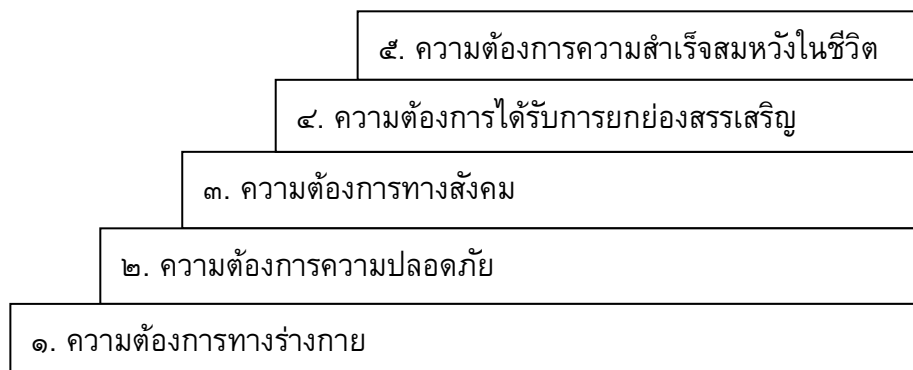 ๕. ความต้องการความสำเร็จสมหวังในชีวิต
๔. ความต้องการได้รับการยกย่องสรรเสริญ
๓. ความต้องการทางสังคม
๒. ความต้องการความปลอดภัย
๑. ความต้องการทางร่างกาย